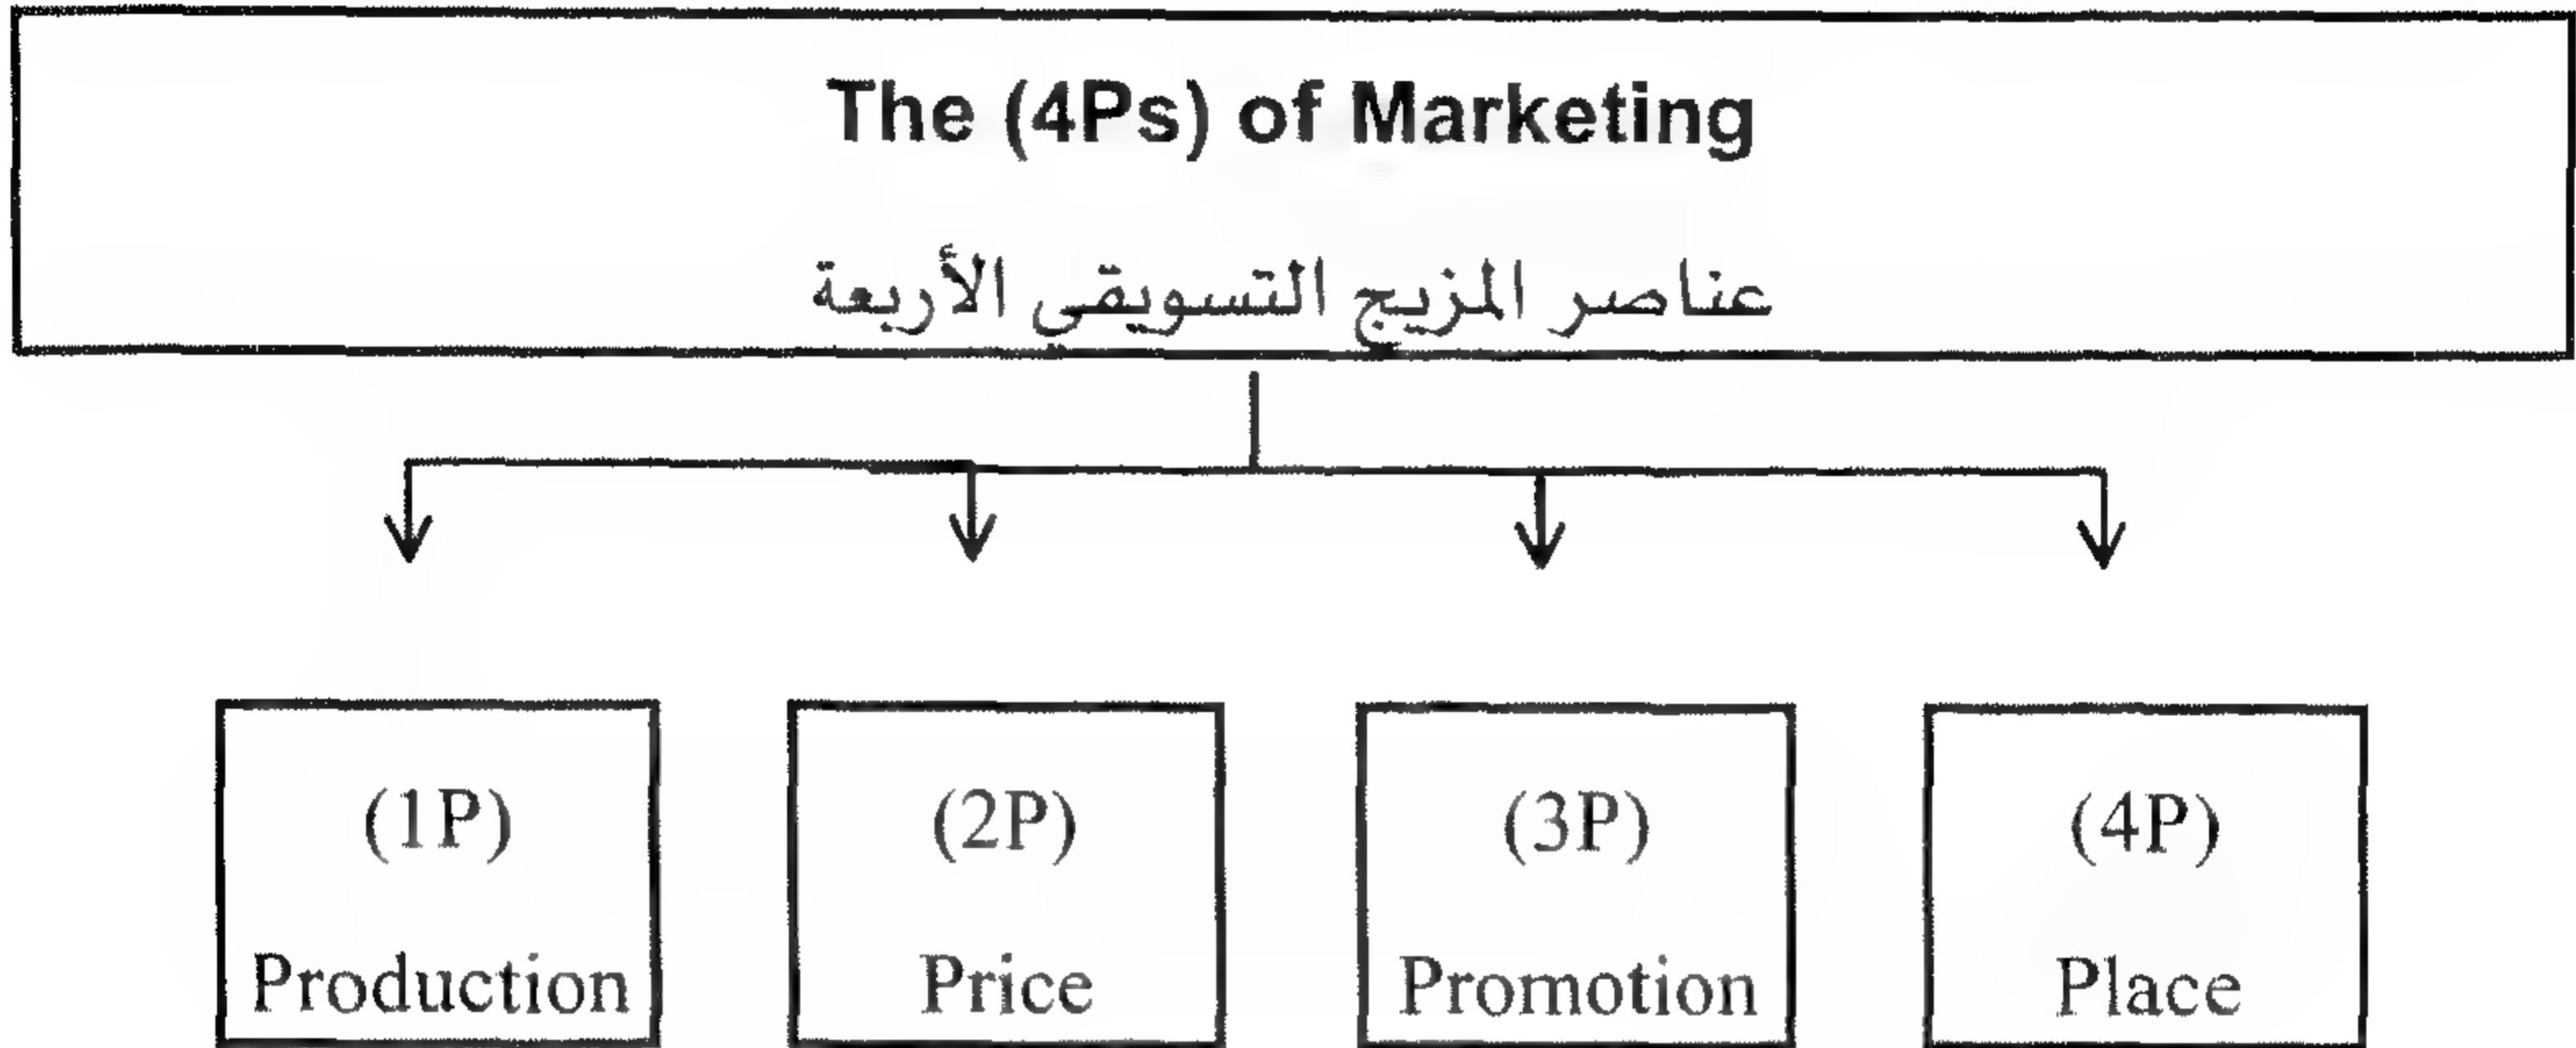 The (4Ps) of Marketing
عناصر المزيج التسويقي الأربعة
(1P)
Production
(2P)
Price
(3P)
Promotion
(4P)
Place